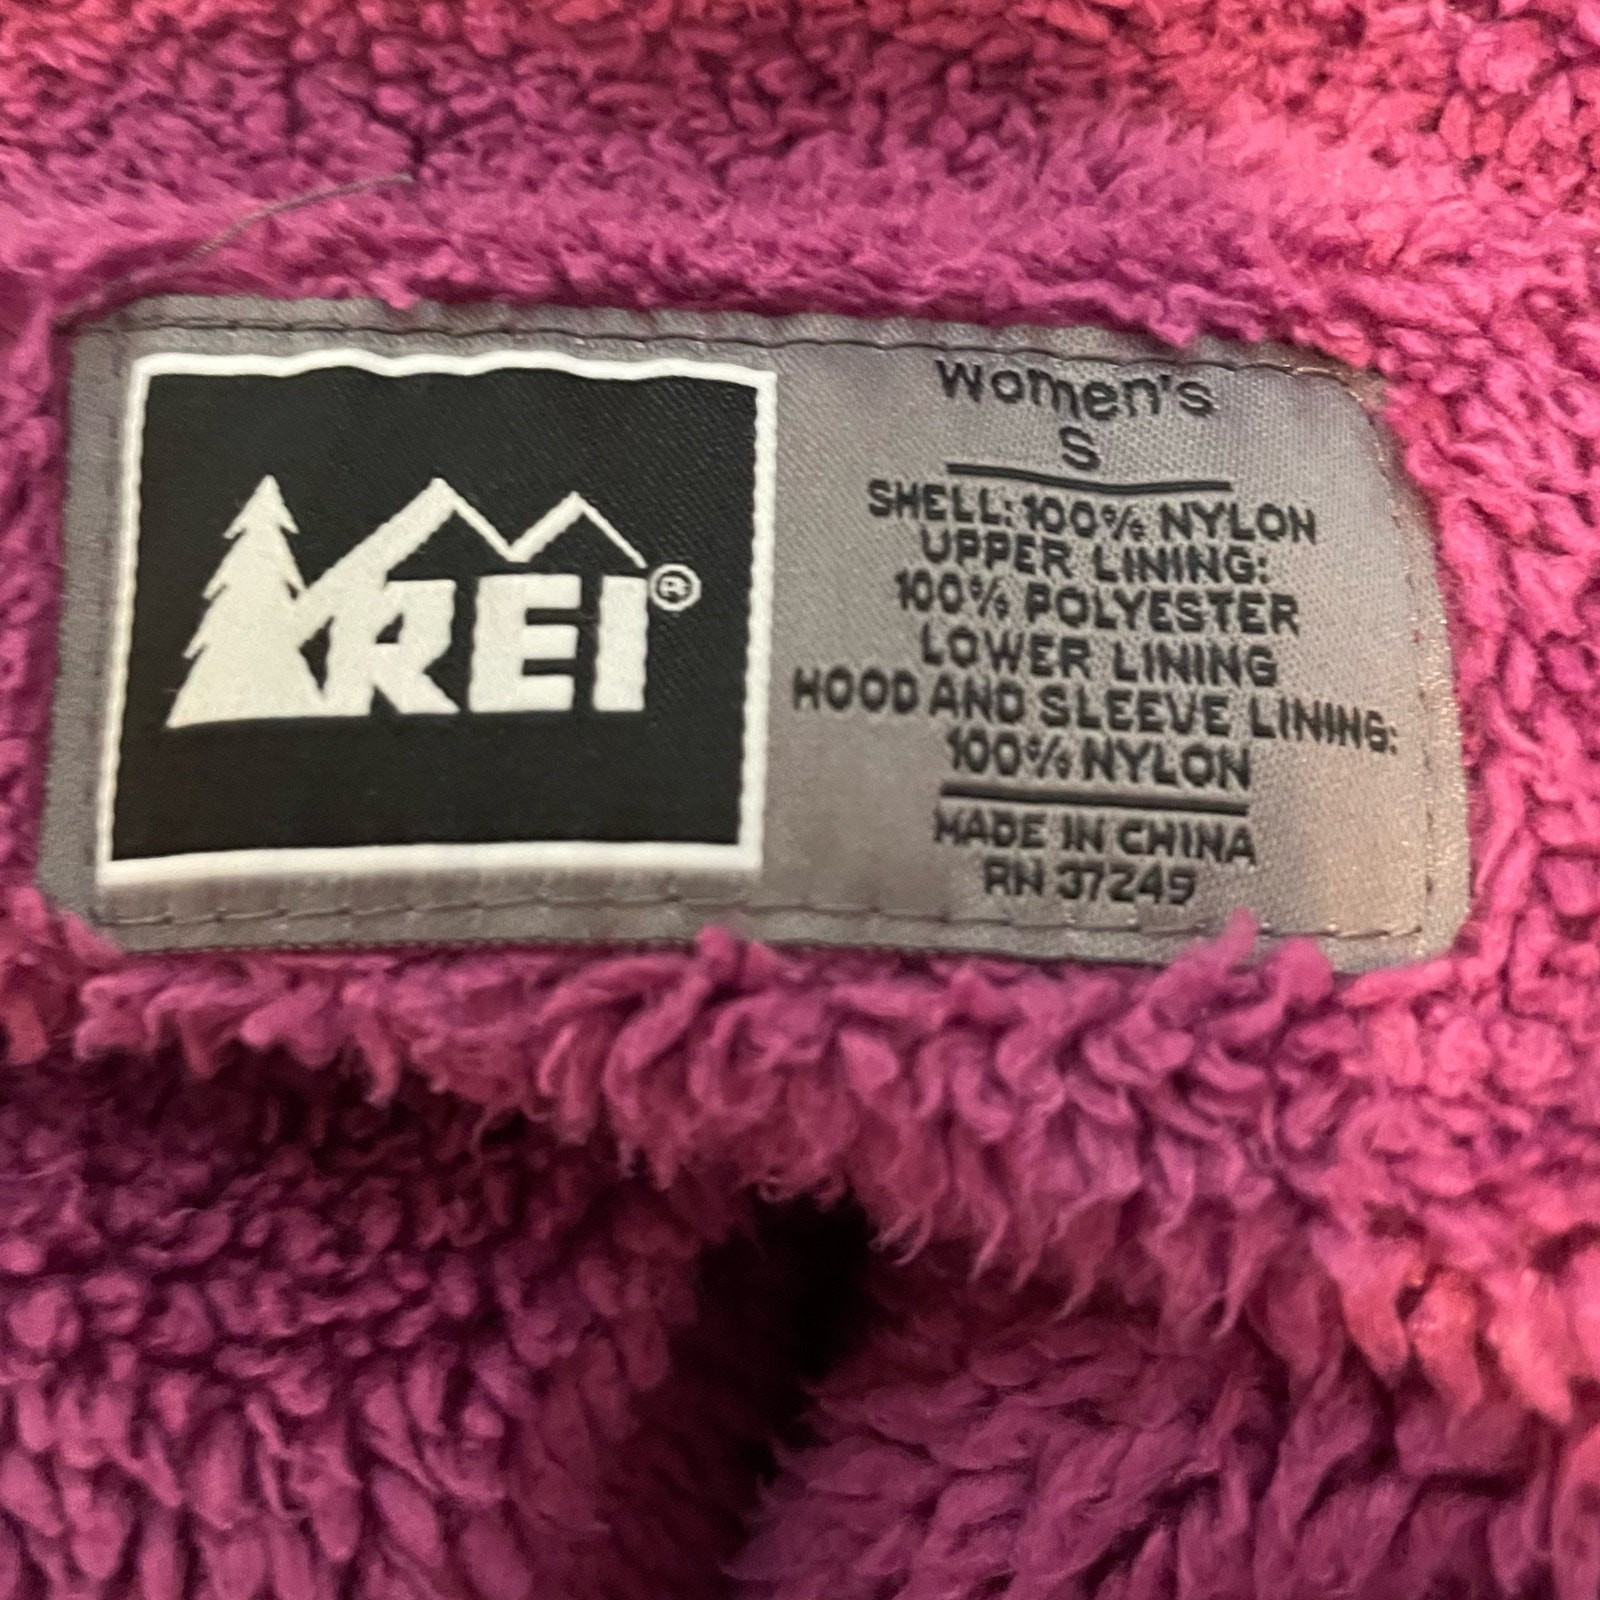 REI®
Women's
S
SHELL: 100% NYLON
UPPER LINING:
100% POLYESTER
LOWER LINING
HOOD AND SLEEVE LINING:
100% NYLON
MADE IN CHINA
RN 37249